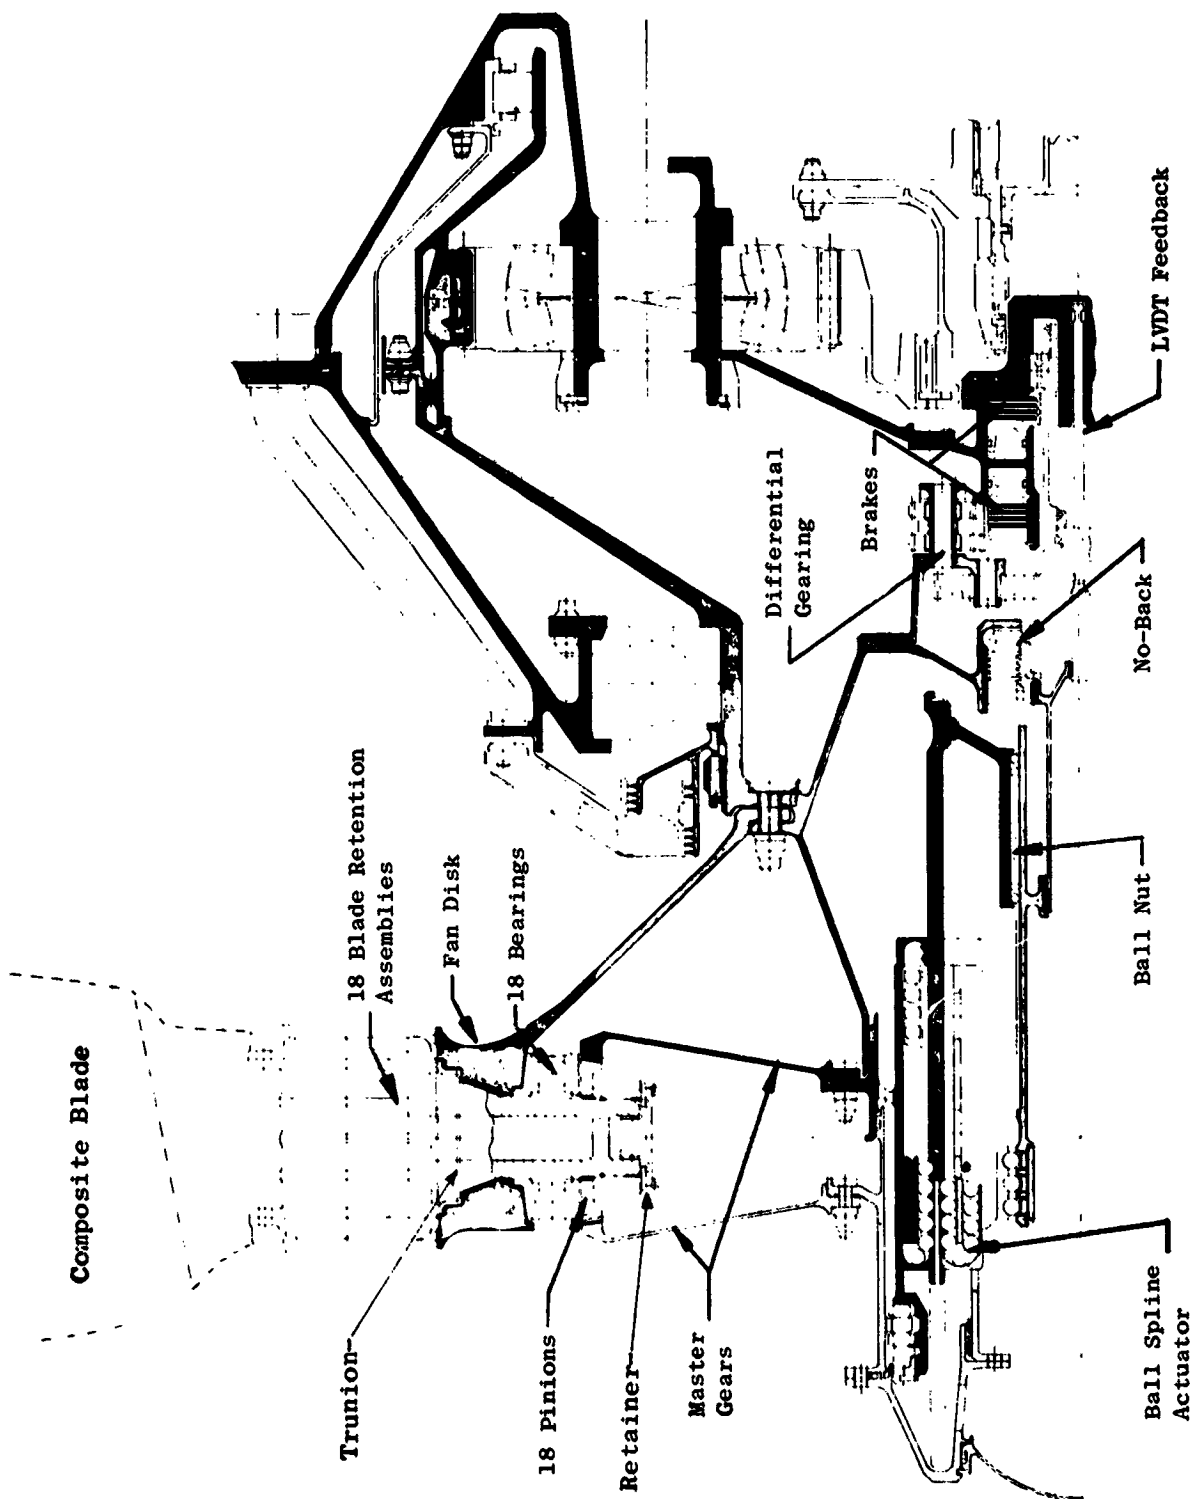 Composite Blade
18 Blade Retention
Assemblies
Fan Disk
18 Bearings
Trunion
18 Pinions
Retainer
Master
Gears
Differential
Gearing
Brakes
LVDT Feedback
No-Back
Ball Nut
Ball Spline
Actuator